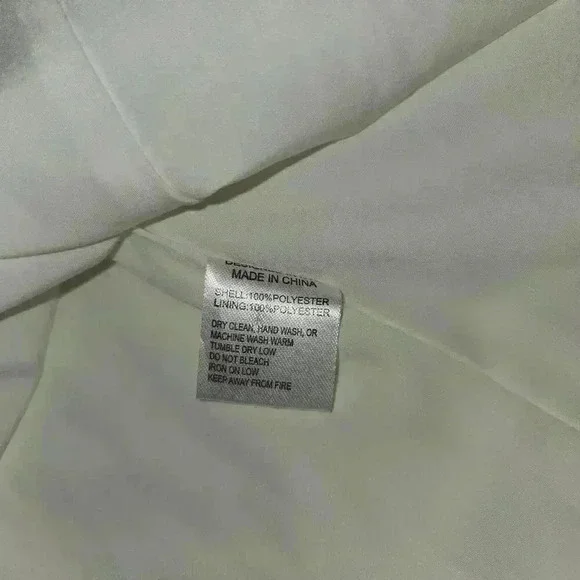 MADE IN CHINA
SHELL:100%POLYESTER
LINING:100%POLYESTER
DRY CLEAN, HAND WASH, OR
MACHINE WASH WARM
TUMBLE DRY LOW
DO NOT BLEACH
IRON ON LOW
KEEP AWAY FROM FIRE